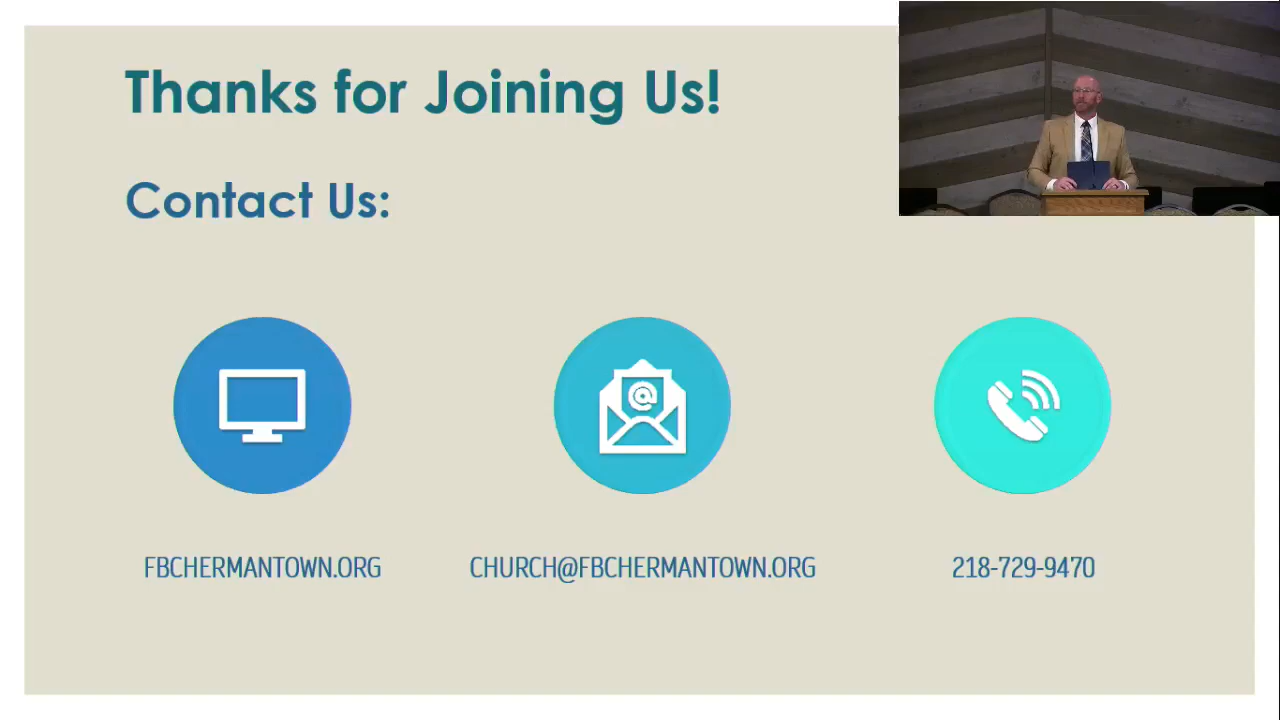 Thanks for Joining Us!
Contact Us:
FBCHERMANTOWN.ORG
CHURCH@FBCHERMANTOWN.ORG
218-729-9470